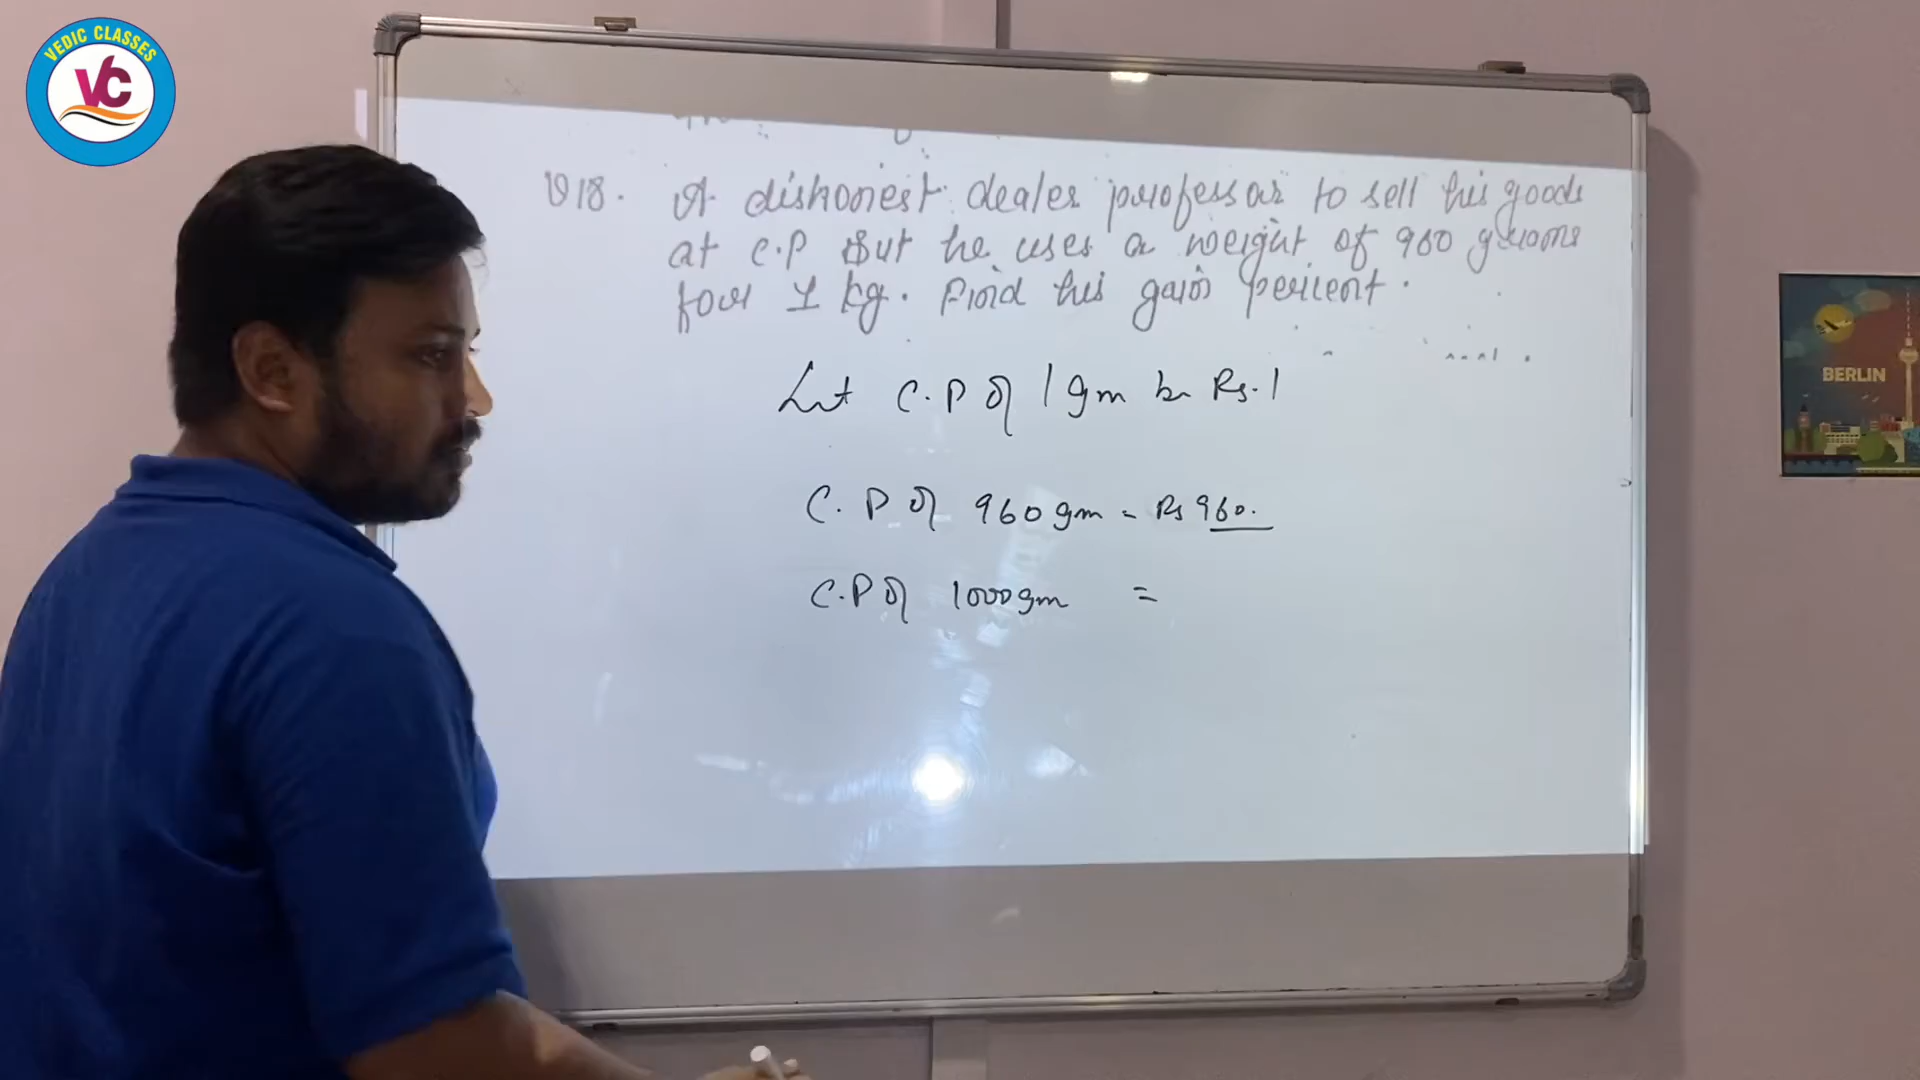 VEDIC CLASSES
VC
Q18. A dishonest dealer professar to sell his goods
at C.P But he uses a weight of 960 grams
for 1 kg. Find his gain percent.
Let C.P of 1 gm be Rs. 1
C.P of 960 gm = Rs 960.
C.P of 1000 gm =
BERLIN